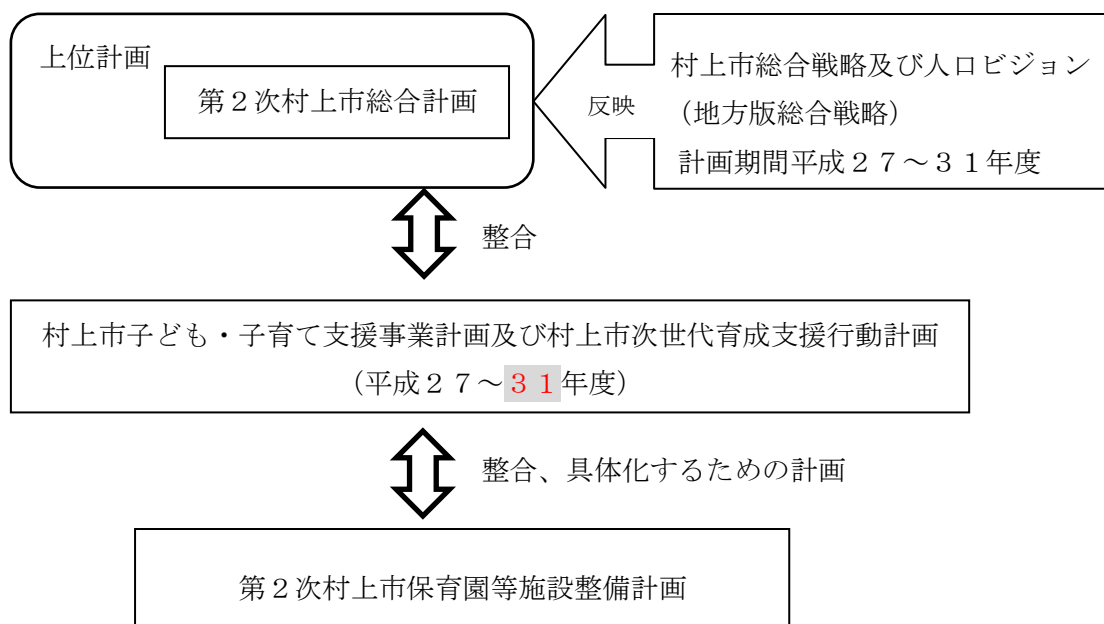 上位計画
第２次村上市総合計画
反映
村上市総合戦略及び人口ビジョン
（地方版総合戦略）
計画期間平成２７～３１年度
整合
村上市子ども・子育て支援事業計画及び村上市次世代育成支援行動計画
（平成２７～３１年度）
整合、具体化するための計画
第２次村上市保育園等施設整備計画